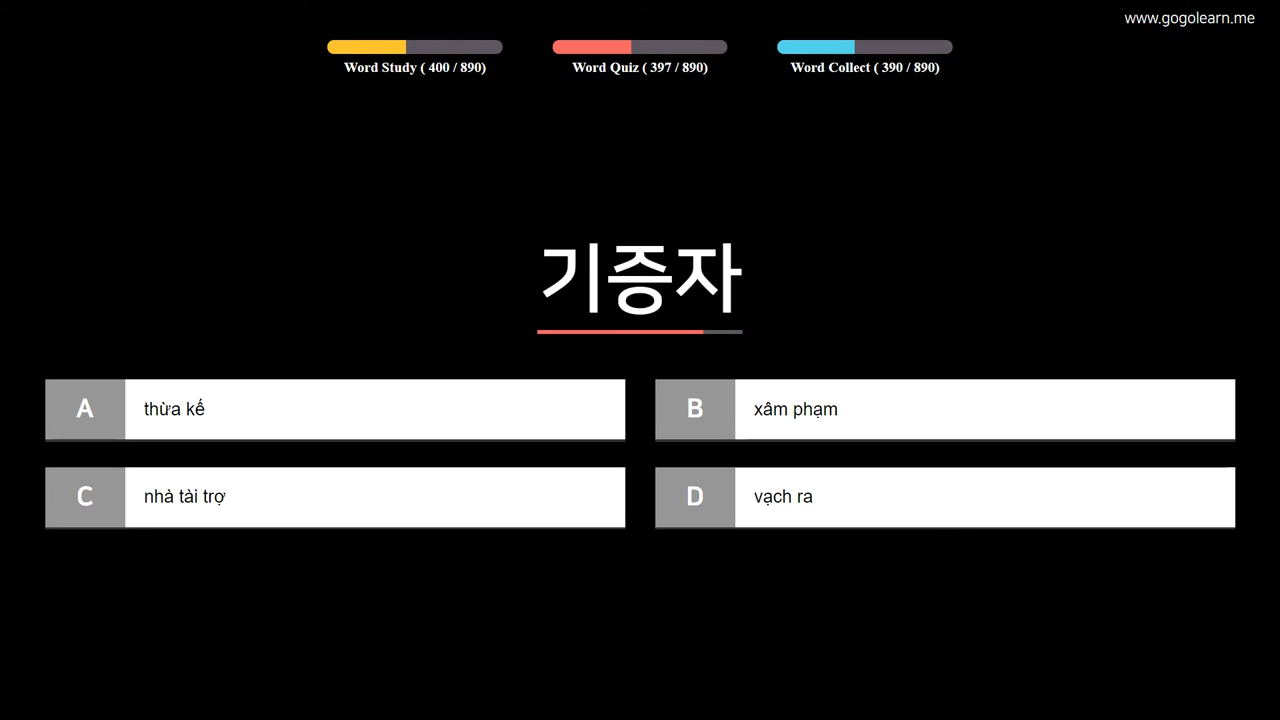 www.gogolearn.me
Word Study ( 400 / 890)
Word Quiz ( 397 / 890)
Word Collect ( 390 / 890)
기증자
A thừa kế
B xâm phạm
C nhà tài trợ
D vạch ra